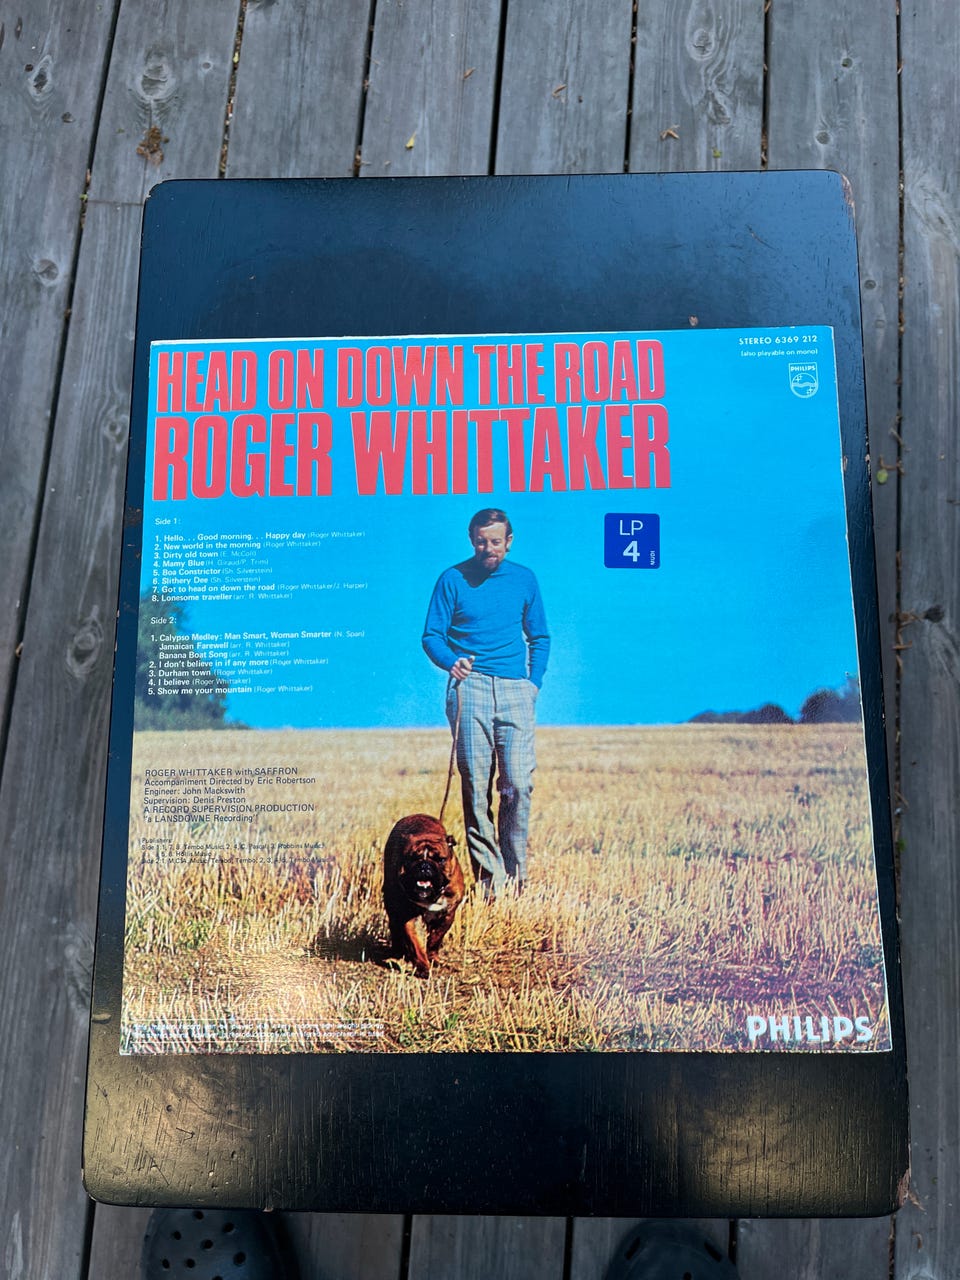 HEAD ON DOWN THE ROAD
ROGER WHITTAKER
STEREO 6369 212
(also playable on mono)
PHILIPS
Side 1:
1. Hello. . . Good morning. . . Happy day (Roger Whittaker)
2. New world in the morning (Roger Whittaker)
3. Dirty old town (E. McColl)
4. Mamy Blue (H. Giraud/P. Trim)
5. Boa Constrictor (Sh. Silverstein)
6. Slithery Dee (Sh. Silverstein)
7. Got to head on down the road (Roger Whittaker/J. Harper)
8. Lonesome traveller (arr. R. Whittaker)
LP
4
MUDI
Side 2:
1. Calypso Medley: Man Smart, Woman Smarter (N. Span)
Jamaican Farewell (arr. R. Whittaker)
Banana Boat Song (arr. R. Whittaker)
2. I don't believe in if any more (Roger Whittaker)
3. Durham town (Roger Whittaker)
4. I believe (Roger Whittaker)
5. Show me your mountain (Roger Whittaker)
ROGER WHITTAKER with SAFFRON
Accompaniment Directed by Eric Robertson
Engineer: John Mackswith
Supervision: Denis Preston
A RECORD SUPERVISION PRODUCTION
"a LANSDOWNE Recording"
PHILIPS